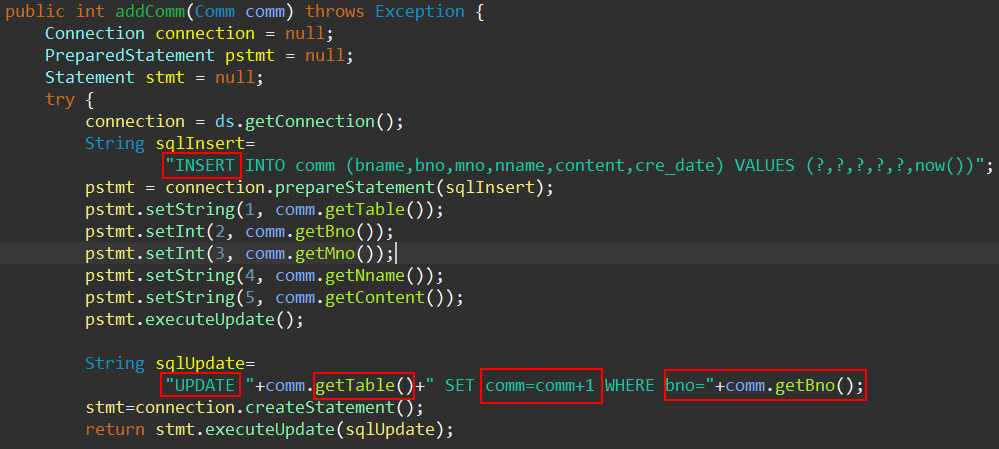 public int addComm(Comm comm) throws Exception {
Connection connection = null;
PreparedStatement pstmt = null;
Statement stmt = null;
try {
connection = ds.getConnection();
String sqlInsert=
"INSERT INTO comm (bname,bno,mno,nname,content,cre_date) VALUES (?,?,?,?,?,now())";
pstmt = connection.prepareStatement(sqlInsert);
pstmt.setString(1, comm.getTable());
pstmt.setInt(2, comm.getBno());
pstmt.setInt(3, comm.getMno());
pstmt.setString(4, comm.getNname());
pstmt.setString(5, comm.getContent());
pstmt.executeUpdate();
String sqlUpdate=
"UPDATE "+comm.getTable()+" SET comm=comm+1 WHERE bno="+comm.getBno();
stmt=connection.createStatement();
return stmt.executeUpdate(sqlUpdate);